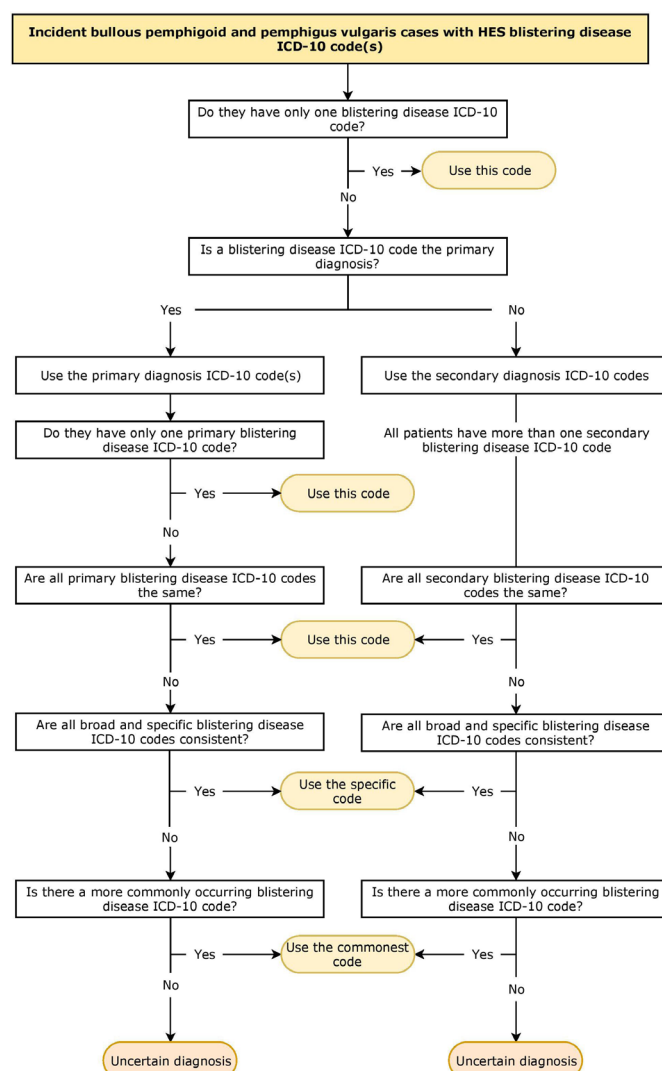 Incident bullous pemphigoid and pemphigus vulgaris cases with HES blistering disease
ICD-10 code(s)
Do they have only one blistering disease ICD-10
code?
Yes
Use this code
No
Is a blistering disease ICD-10 code the primary
diagnosis?
Yes
No
Use the primary diagnosis ICD-10 code(s)
Use the secondary diagnosis ICD-10 codes
Do they have only one primary blistering
disease ICD-10 code?
All patients have more than one secondary
blistering disease ICD-10 code
Yes
Use this code
No
Are all primary blistering disease ICD-10 codes
the same?
Are all secondary blistering disease ICD-10
codes the same?
Yes
Use this code
Yes
No
No
Are all broad and specific blistering disease
ICD-10 codes consistent?
Are all broad and specific blistering disease
ICD-10 codes consistent?
Yes
Use the specific
code
Yes
No
No
Is there a more commonly occurring blistering
disease ICD-10 code?
Is there a more commonly occurring blistering
disease ICD-10 code?
Yes
Use the commonest
code
Yes
No
No
Uncertain diagnosis
Uncertain diagnosis